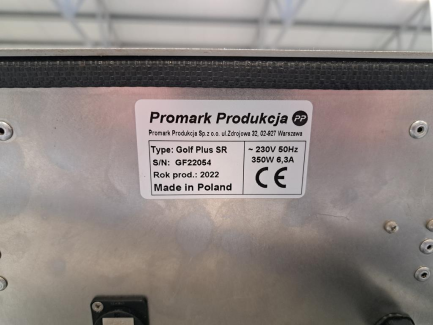 Promark Produkcja PP
Promark Produkcja Sp.z o.o. ul.Zdrojowa 32, 02-927 Warszawa
Type: Golf Plus SR
~ 230V 50Hz
S/N: GF22054
350W 6,3A
Rok prod.: 2022
CE
Made in Poland